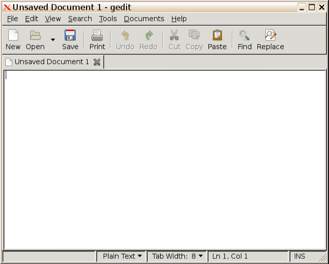 Unsaved Document 1 - gedit
File Edit View Search Tools Documents Help
New Open Save Print Undo Redo Cut Copy Paste Find Replace
Unsaved Document 1
Plain Text Tab Width: 8 Ln 1, Col 1 INS